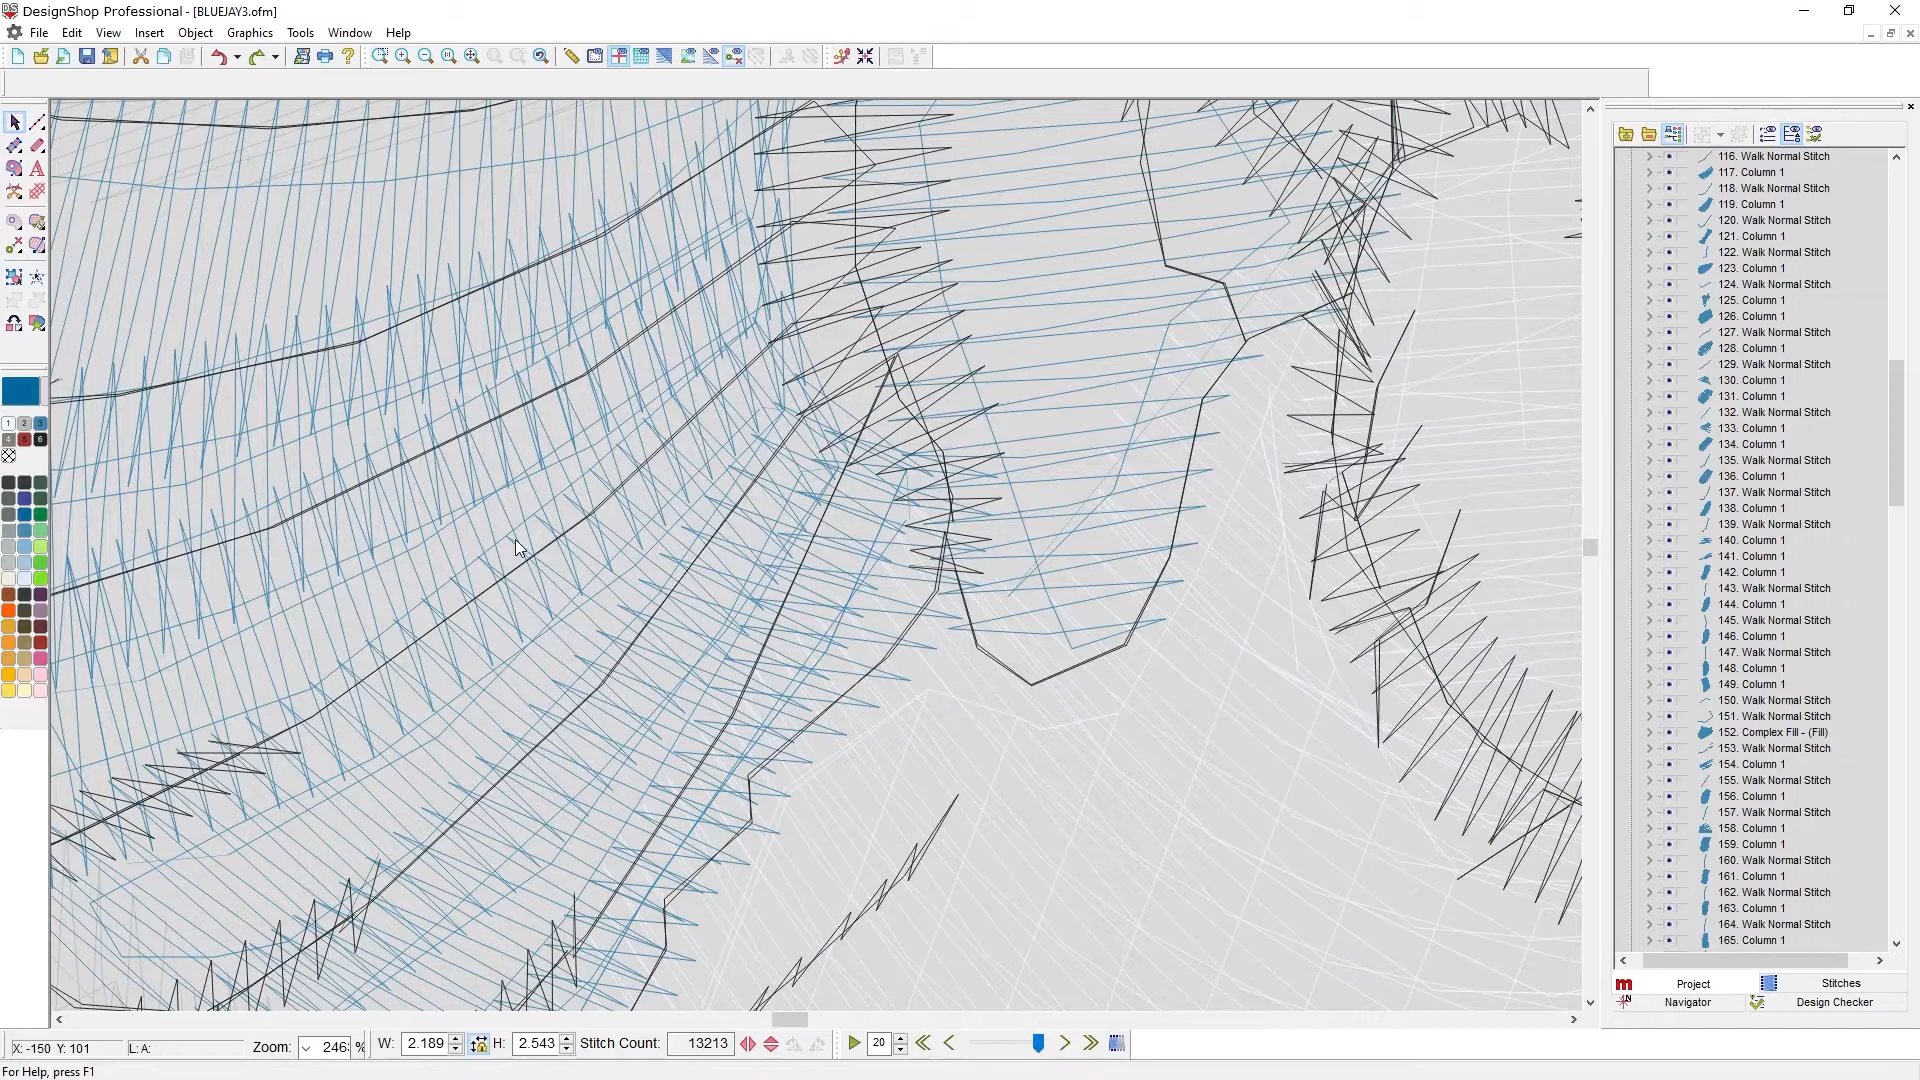 DesignShop Professional - [BLUEJAY3.ofm]
File Edit View Insert Object Graphics Tools Window Help
1 2 3
4 5 6
116. Walk Normal Stitch
117. Column 1
118. Walk Normal Stitch
119. Column 1
120. Walk Normal Stitch
121. Column 1
122. Walk Normal Stitch
123. Column 1
124. Walk Normal Stitch
125. Column 1
126. Column 1
127. Walk Normal Stitch
128. Column 1
129. Walk Normal Stitch
130. Column 1
131. Column 1
132. Walk Normal Stitch
133. Column 1
134. Column 1
135. Walk Normal Stitch
136. Column 1
137. Walk Normal Stitch
138. Column 1
139. Walk Normal Stitch
140. Column 1
141. Column 1
142. Column 1
143. Walk Normal Stitch
144. Column 1
145. Walk Normal Stitch
146. Column 1
147. Walk Normal Stitch
148. Column 1
149. Column 1
150. Walk Normal Stitch
151. Walk Normal Stitch
152. Complex Fill - (Fill)
153. Walk Normal Stitch
154. Column 1
155. Walk Normal Stitch
156. Column 1
157. Walk Normal Stitch
158. Column 1
159. Column 1
160. Walk Normal Stitch
161. Column 1
162. Walk Normal Stitch
163. Column 1
164. Walk Normal Stitch
165. Column 1
Project Stitches
Navigator Design Checker
X: -150 Y: 101 L: A: Zoom: 246 % W: 2.189 H: 2.543 Stitch Count: 13213 20
For Help, press F1